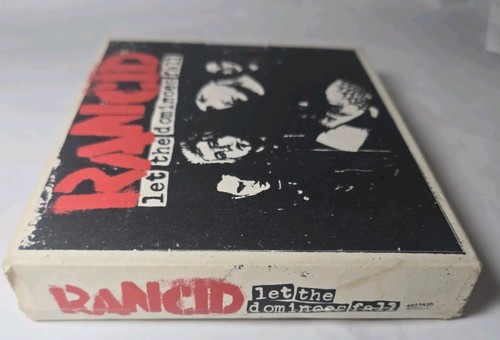 RANCID
let the dominoes fall
RANCID
let the
dominoes fall